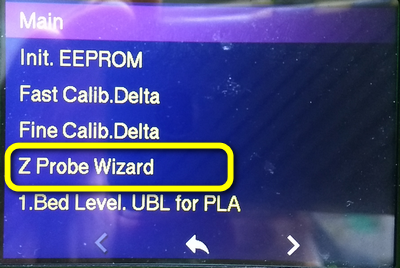 Main
Init. EEPROM
Fast Calib.Delta
Fine Calib.Delta
Z Probe Wizard
1.Bed Level. UBL for PLA